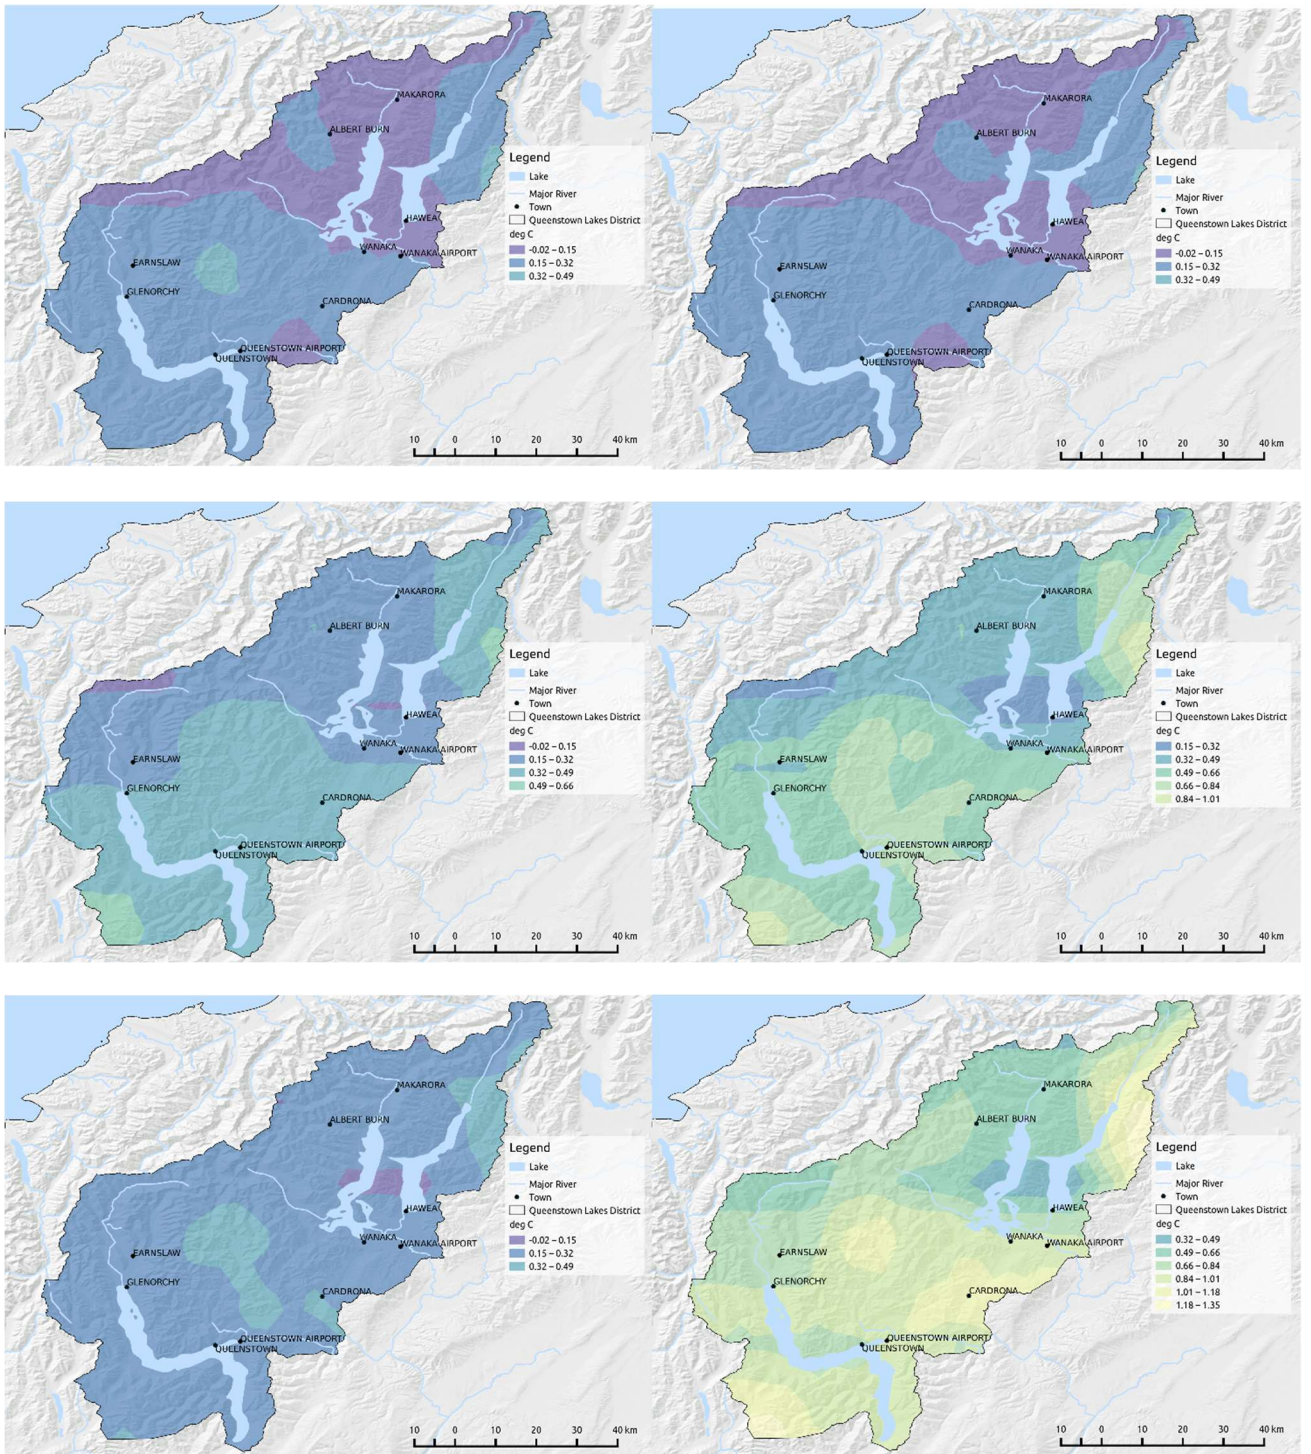 MAKARORA
ALBERT BURN
Legend
Lake
Major River
Town
Queenstown Lakes District
deg C
-0.02 – 0.15
0.15 – 0.32
0.32 – 0.49
HAWEA
WANAKA
WANAKA AIRPORT
EARNSLAW
GLENORCHY
CARDRONA
QUEENSTOWN AIRPORT
QUEENSTOWN
10 0 10 20 40 km
MAKARORA
ALBERT BURN
Legend
Lake
Major River
Town
Queenstown Lakes District
deg C
-0.02 – 0.15
0.15 – 0.32
0.32 – 0.49
HAWEA
WANAKA
WANAKA AIRPORT
EARNSLAW
GLENORCHY
CARDRONA
QUEENSTOWN AIRPORT
QUEENSTOWN
10 0 10 20 40 km
MAKARORA
ALBERT BURN
Legend
Lake
Major River
Town
Queenstown Lakes District
deg C
-0.02 – 0.15
0.15 – 0.32
0.32 – 0.49
0.49 – 0.66
HAWEA
WANAKA
WANAKA AIRPORT
EARNSLAW
GLENORCHY
CARDRONA
QUEENSTOWN AIRPORT
QUEENSTOWN
10 0 10 20 40 km
MAKARORA
ALBERT BURN
Legend
Lake
Major River
Town
Queenstown Lakes District
deg C
0.15 – 0.32
0.32 – 0.49
0.49 – 0.66
0.66 – 0.84
0.84 – 1.01
HAWEA
WANAKA
WANAKA AIRPORT
EARNSLAW
GLENORCHY
CARDRONA
QUEENSTOWN AIRPORT
QUEENSTOWN
10 0 10 20 40 km
MAKARORA
ALBERT BURN
Legend
Lake
Major River
Town
Queenstown Lakes District
deg C
-0.02 – 0.15
0.15 – 0.32
0.32 – 0.49
HAWEA
WANAKA
WANAKA AIRPORT
EARNSLAW
GLENORCHY
CARDRONA
QUEENSTOWN AIRPORT
QUEENSTOWN
10 0 10 20 40 km
MAKARORA
ALBERT BURN
Legend
Lake
Major River
Town
Queenstown Lakes District
deg C
0.32 – 0.49
0.49 – 0.66
0.66 – 0.84
0.84 – 1.01
1.01 – 1.18
1.18 – 1.35
HAWEA
WANAKA
WANAKA AIRPORT
EARNSLAW
GLENORCHY
CARDRONA
QUEENSTOWN AIRPORT
QUEENSTOWN
10 0 10 20 40 km